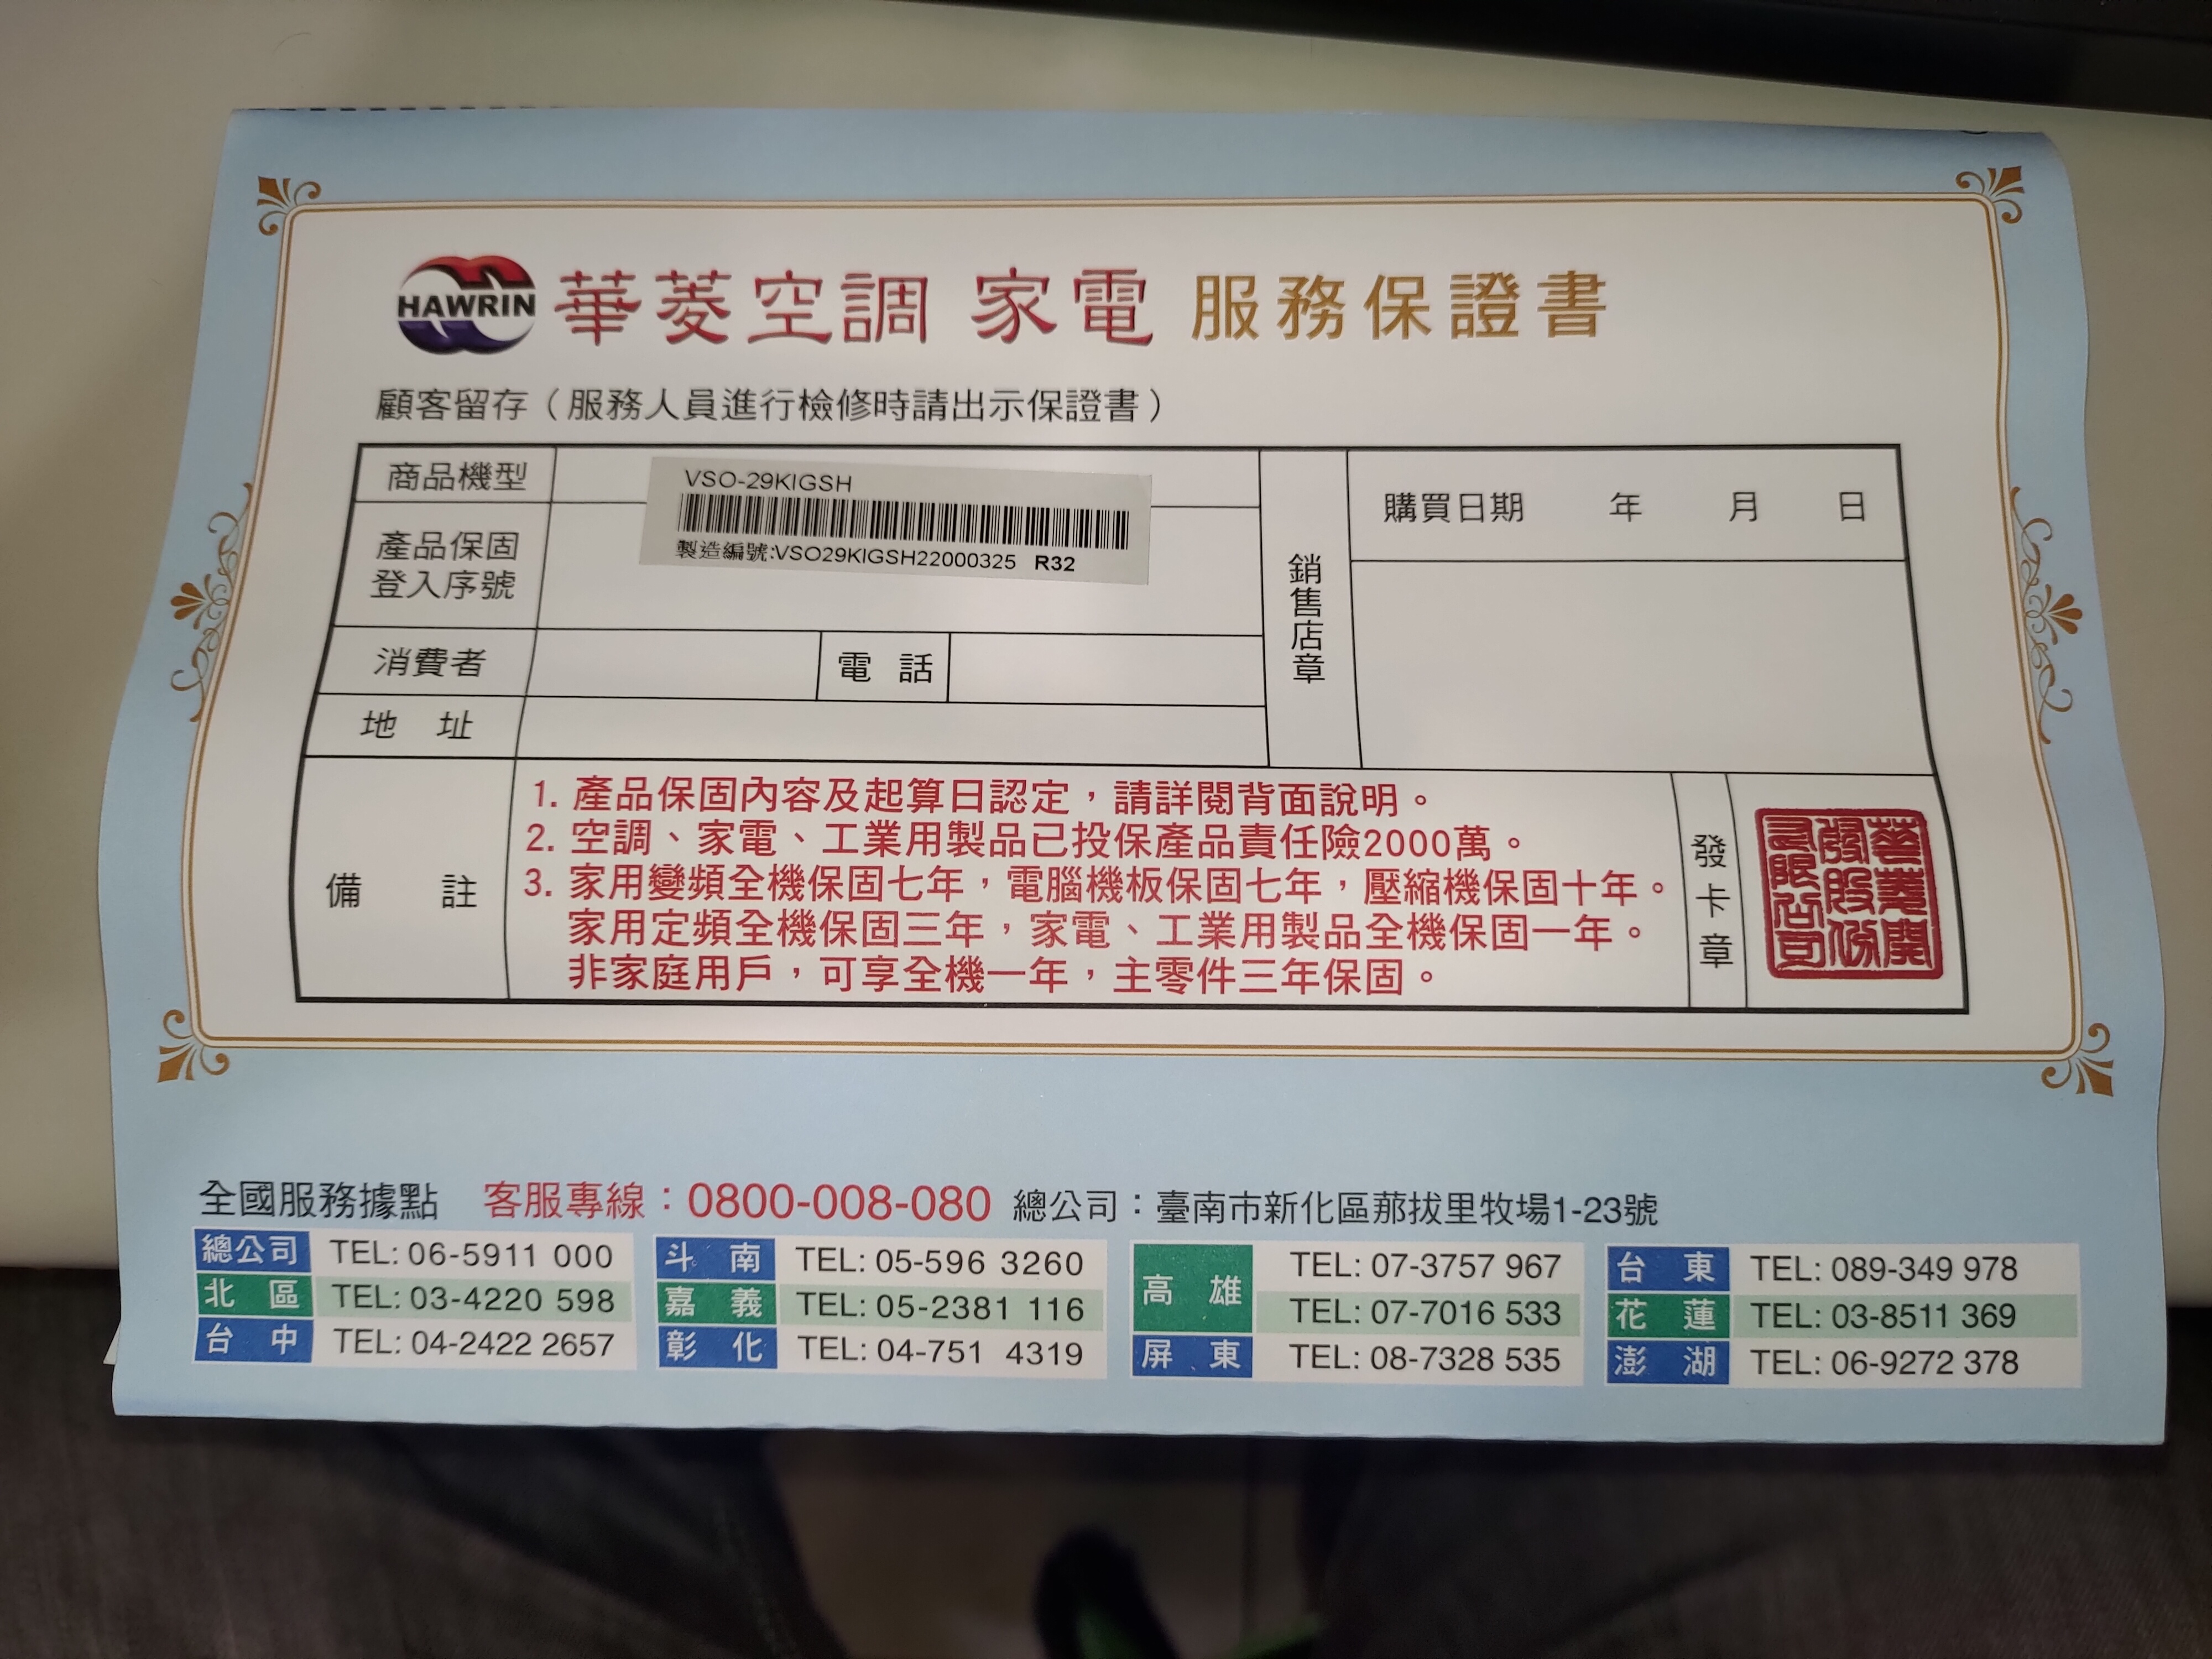 HAWRIN 華菱空調 家電 服務保證書
顧客留存（服務人員進行檢修時請出示保證書）
商品機型
VSO-29KIGSH
產品保固
登入序號
製造編號:VSO29KIGSH22000325 R32
消費者
電 話
地 址
銷售店章
購買日期 年 月 日
備 註
1. 產品保固內容及起算日認定，請詳閱背面說明。
2. 空調、家電、工業用製品已投保產品責任險2000萬。
3. 家用變頻全機保固七年，電腦機板保固七年，壓縮機保固十年。
家用定頻全機保固三年，家電、工業用製品全機保固一年。
非家庭用戶，可享全機一年，主零件三年保固。
發卡章
全國服務據點 客服專線：0800-008-080 總公司：臺南市新化區那拔里牧場1-23號
總公司 TEL: 06-5911 000
北 區 TEL: 03-4220 598
台 中 TEL: 04-2422 2657
斗 南 TEL: 05-596 3260
嘉 義 TEL: 05-2381 116
彰 化 TEL: 04-751 4319
高 雄 TEL: 07-3757 967
TEL: 07-7016 533
屏 東 TEL: 08-7328 535
台 東 TEL: 089-349 978
花 蓮 TEL: 03-8511 369
澎 湖 TEL: 06-9272 378